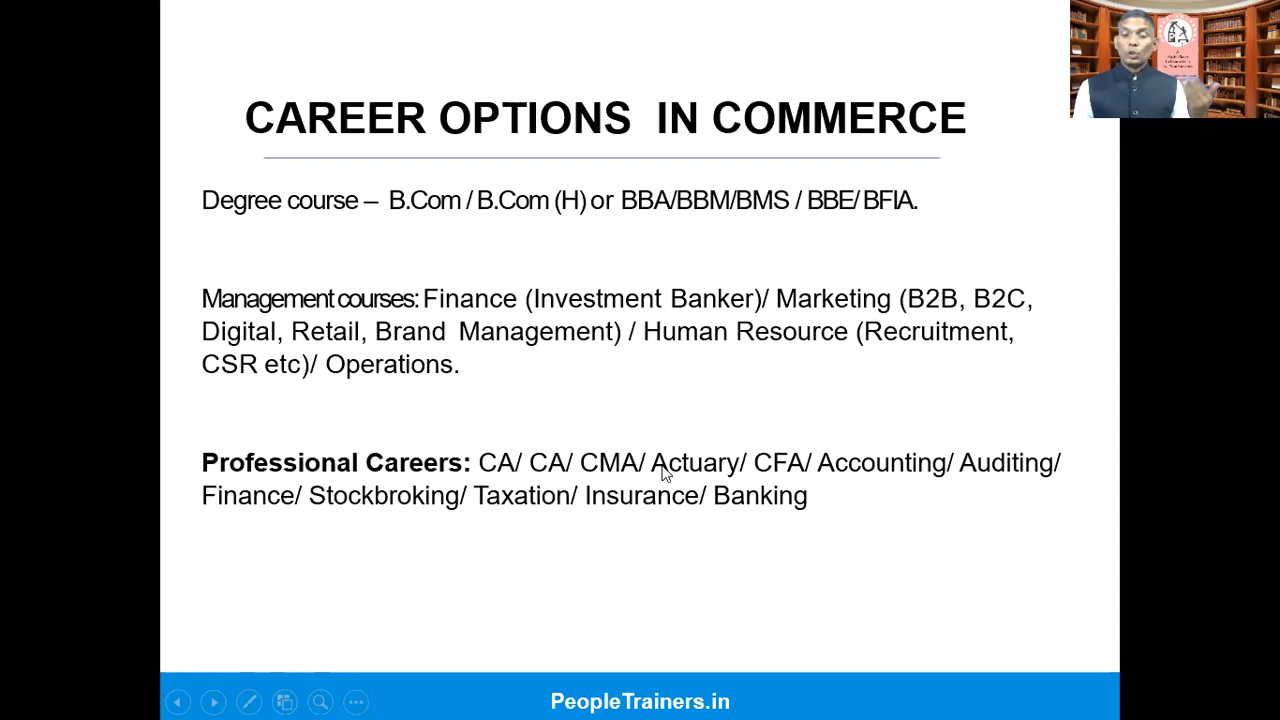 CAREER OPTIONS IN COMMERCE
Degree course – B.Com / B.Com (H) or BBA/BBM/BMS / BBE/ BFIA.
Management courses: Finance (Investment Banker)/ Marketing (B2B, B2C,
Digital, Retail, Brand Management) / Human Resource (Recruitment,
CSR etc)/ Operations.
Professional Careers: CA/ CA/ CMA/ Actuary/ CFA/ Accounting/ Auditing/
Finance/ Stockbroking/ Taxation/ Insurance/ Banking
PeopleTrainers.in